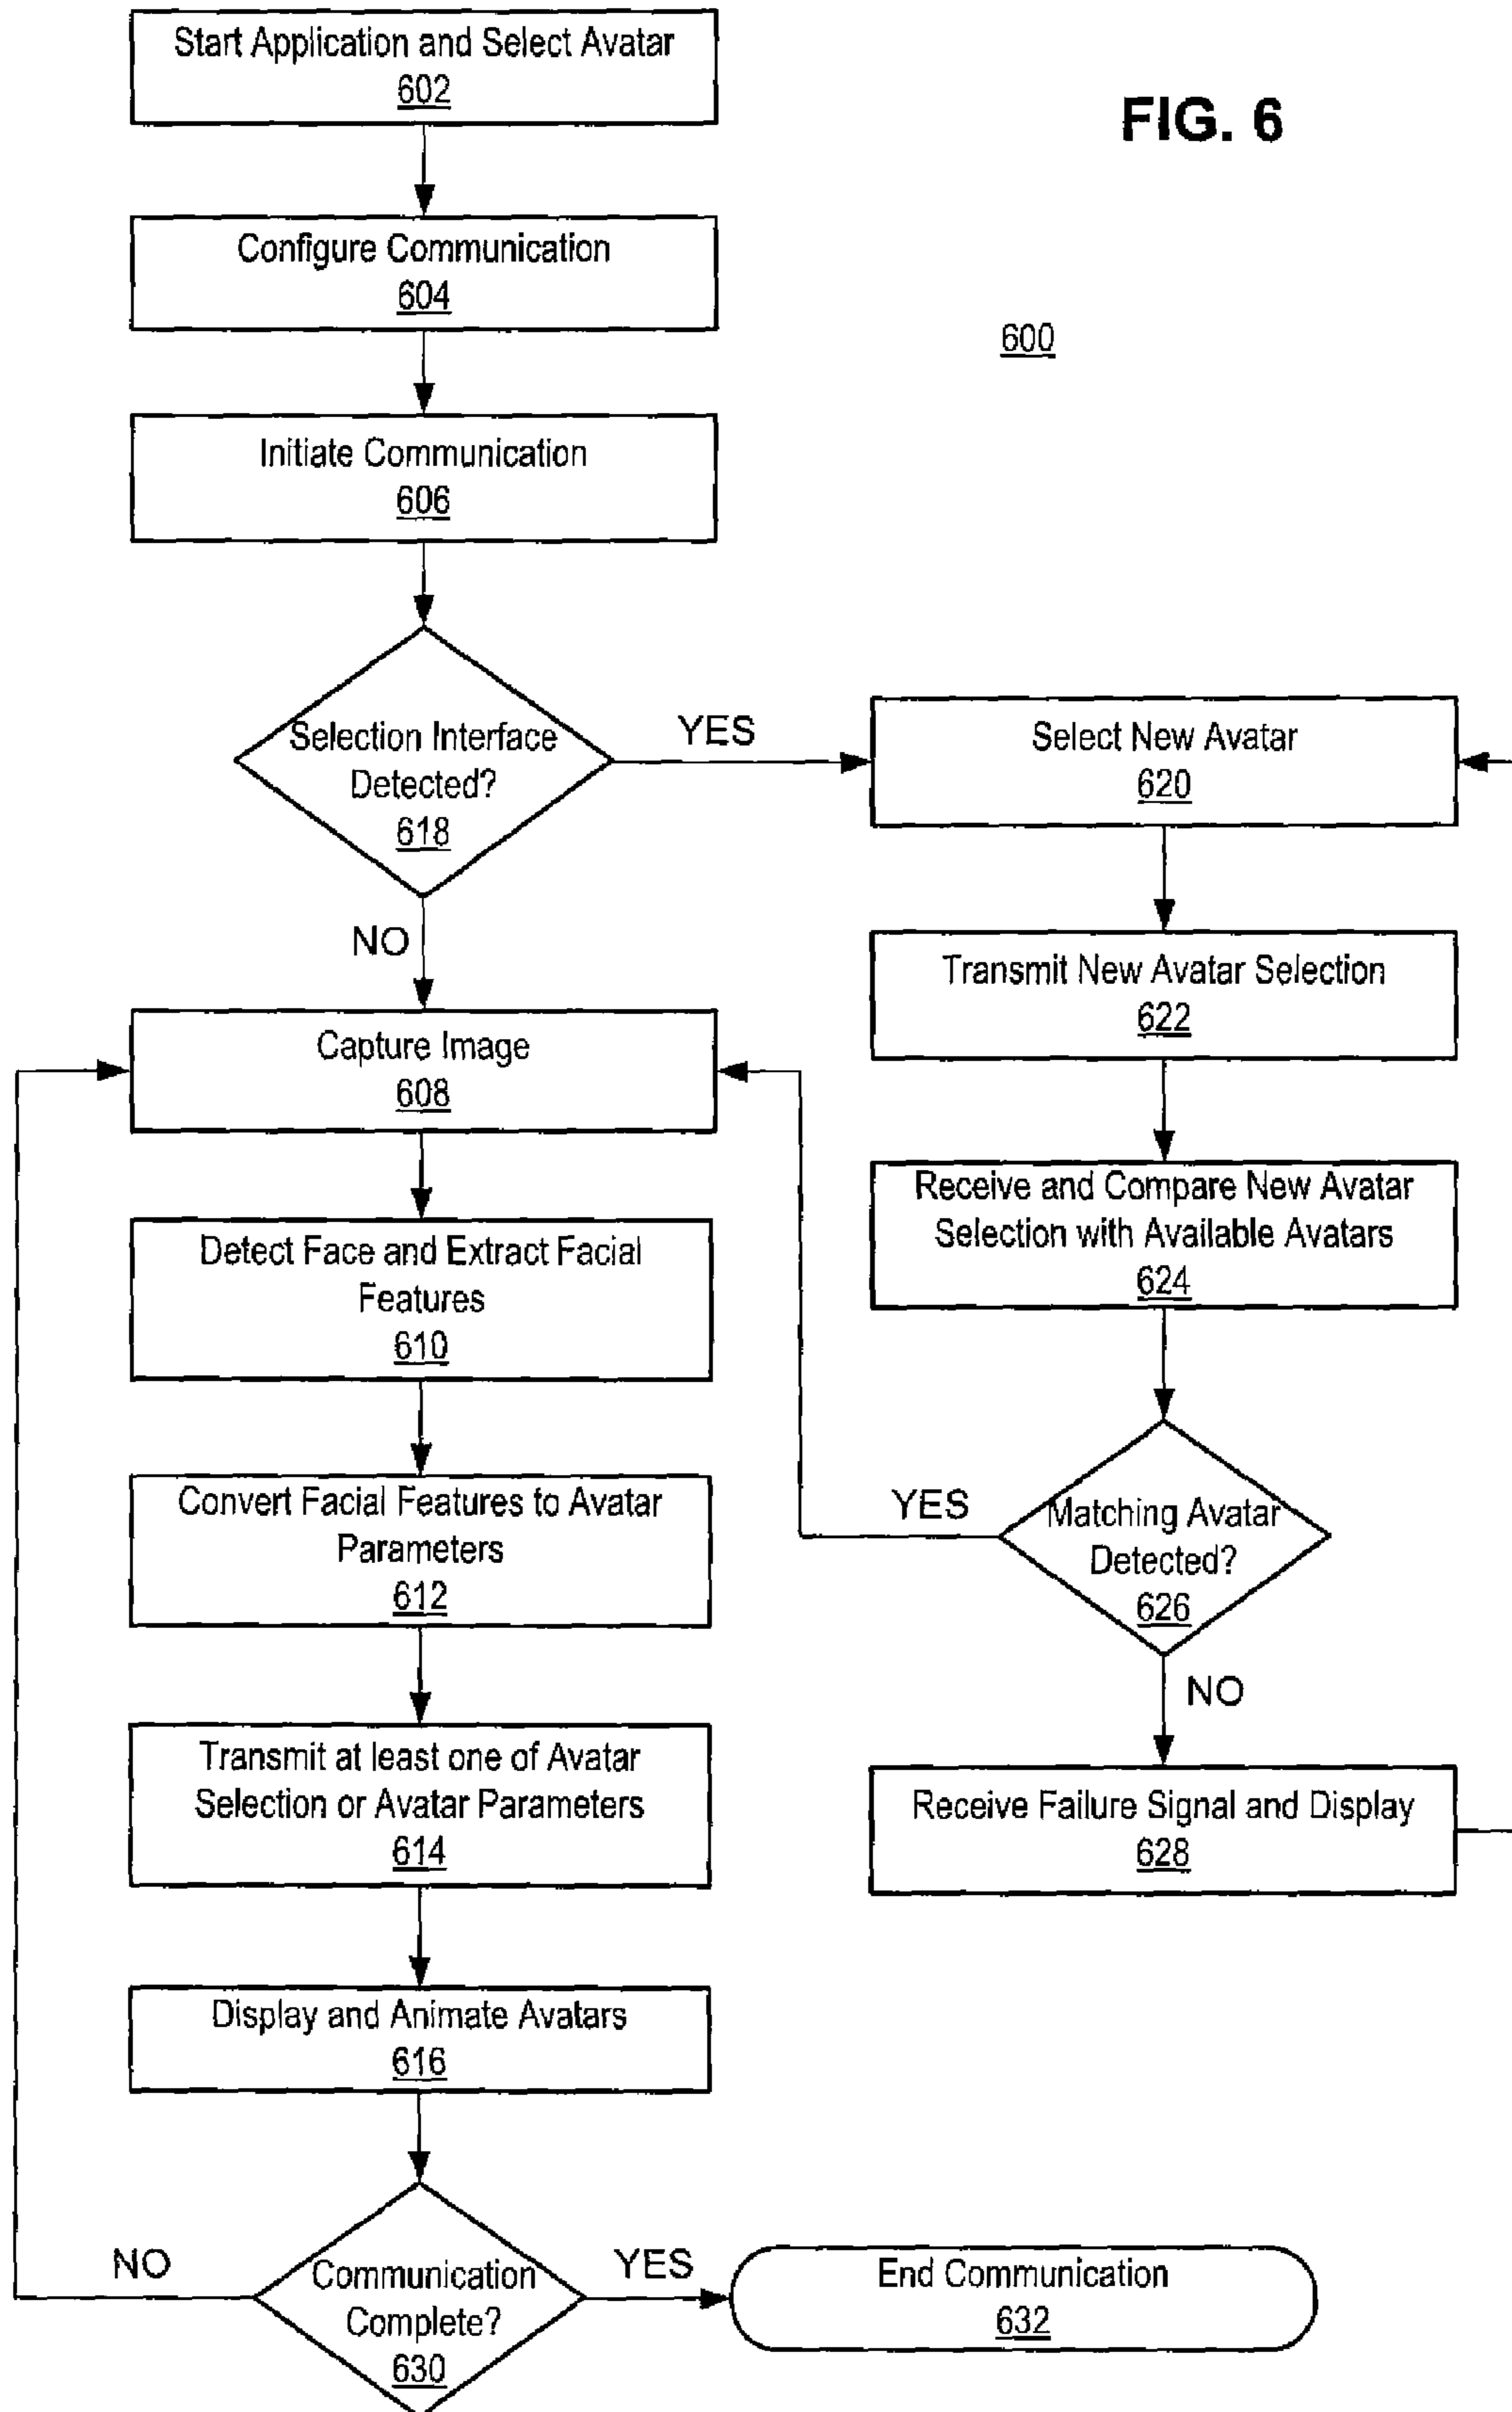 Start Application and Select Avatar
602
FIG. 6
Configure Communication
604
600
Initiate Communication
606
Selection Interface
Detected?
618
YES
NO
Select New Avatar
620
Transmit New Avatar Selection
622
Capture Image
608
Receive and Compare New Avatar
Selection with Available Avatars
624
Detect Face and Extract Facial
Features
610
Convert Facial Features to Avatar
Parameters
612
YES
Matching Avatar
Detected?
626
NO
Transmit at least one of Avatar
Selection or Avatar Parameters
614
Receive Failure Signal and Display
628
Display and Animate Avatars
616
NO
Communication
Complete?
630
YES
End Communication
632